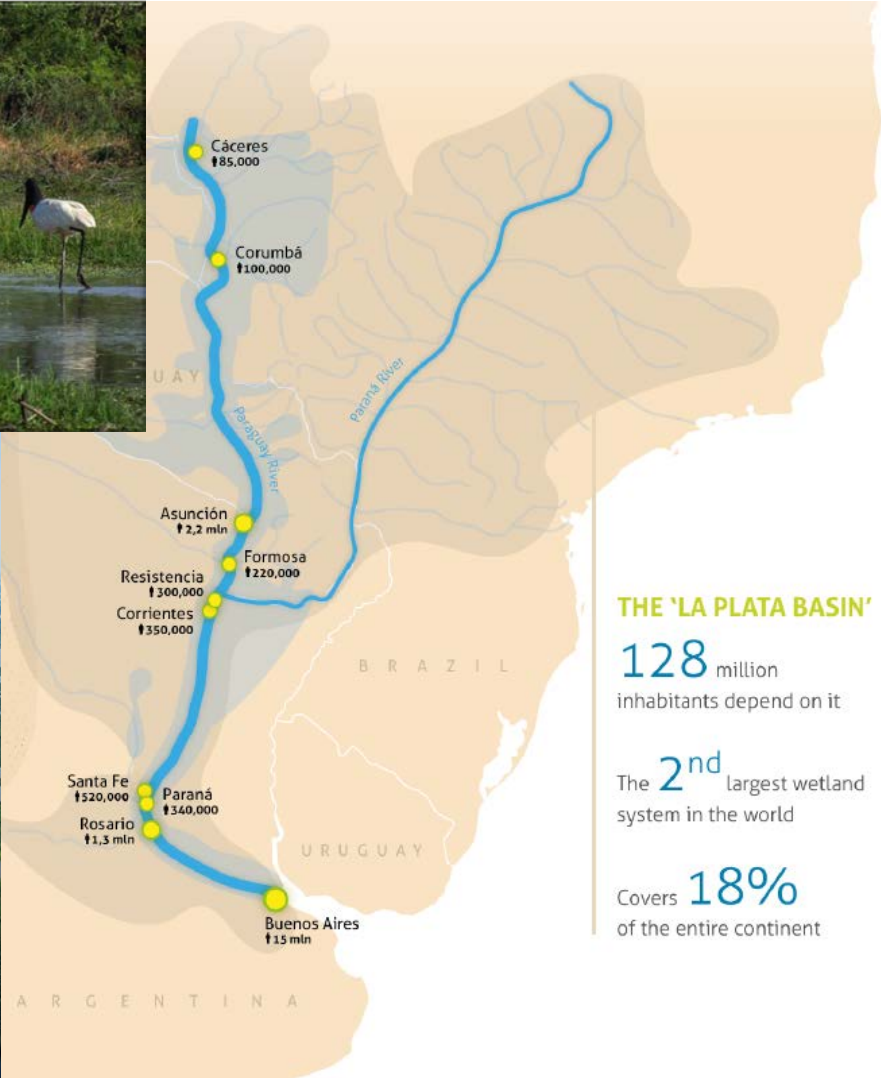 Cáceres
85,000
Corumbá
100,000
UAY
Paraná River
Paraguay River
Asunción
2,2 mln
Formosa
220,000
Resistencia
300,000
Corrientes
350,000
THE ‘LA PLATA BASIN’
128 million
inhabitants depend on it
BRAZIL
The 2nd largest wetland
system in the world
Santa Fe
520,000
Paraná
340,000
Rosario
1,3 mln
URUGUAY
Covers 18%
of the entire continent
Buenos Aires
15 mln
ARGENTINA